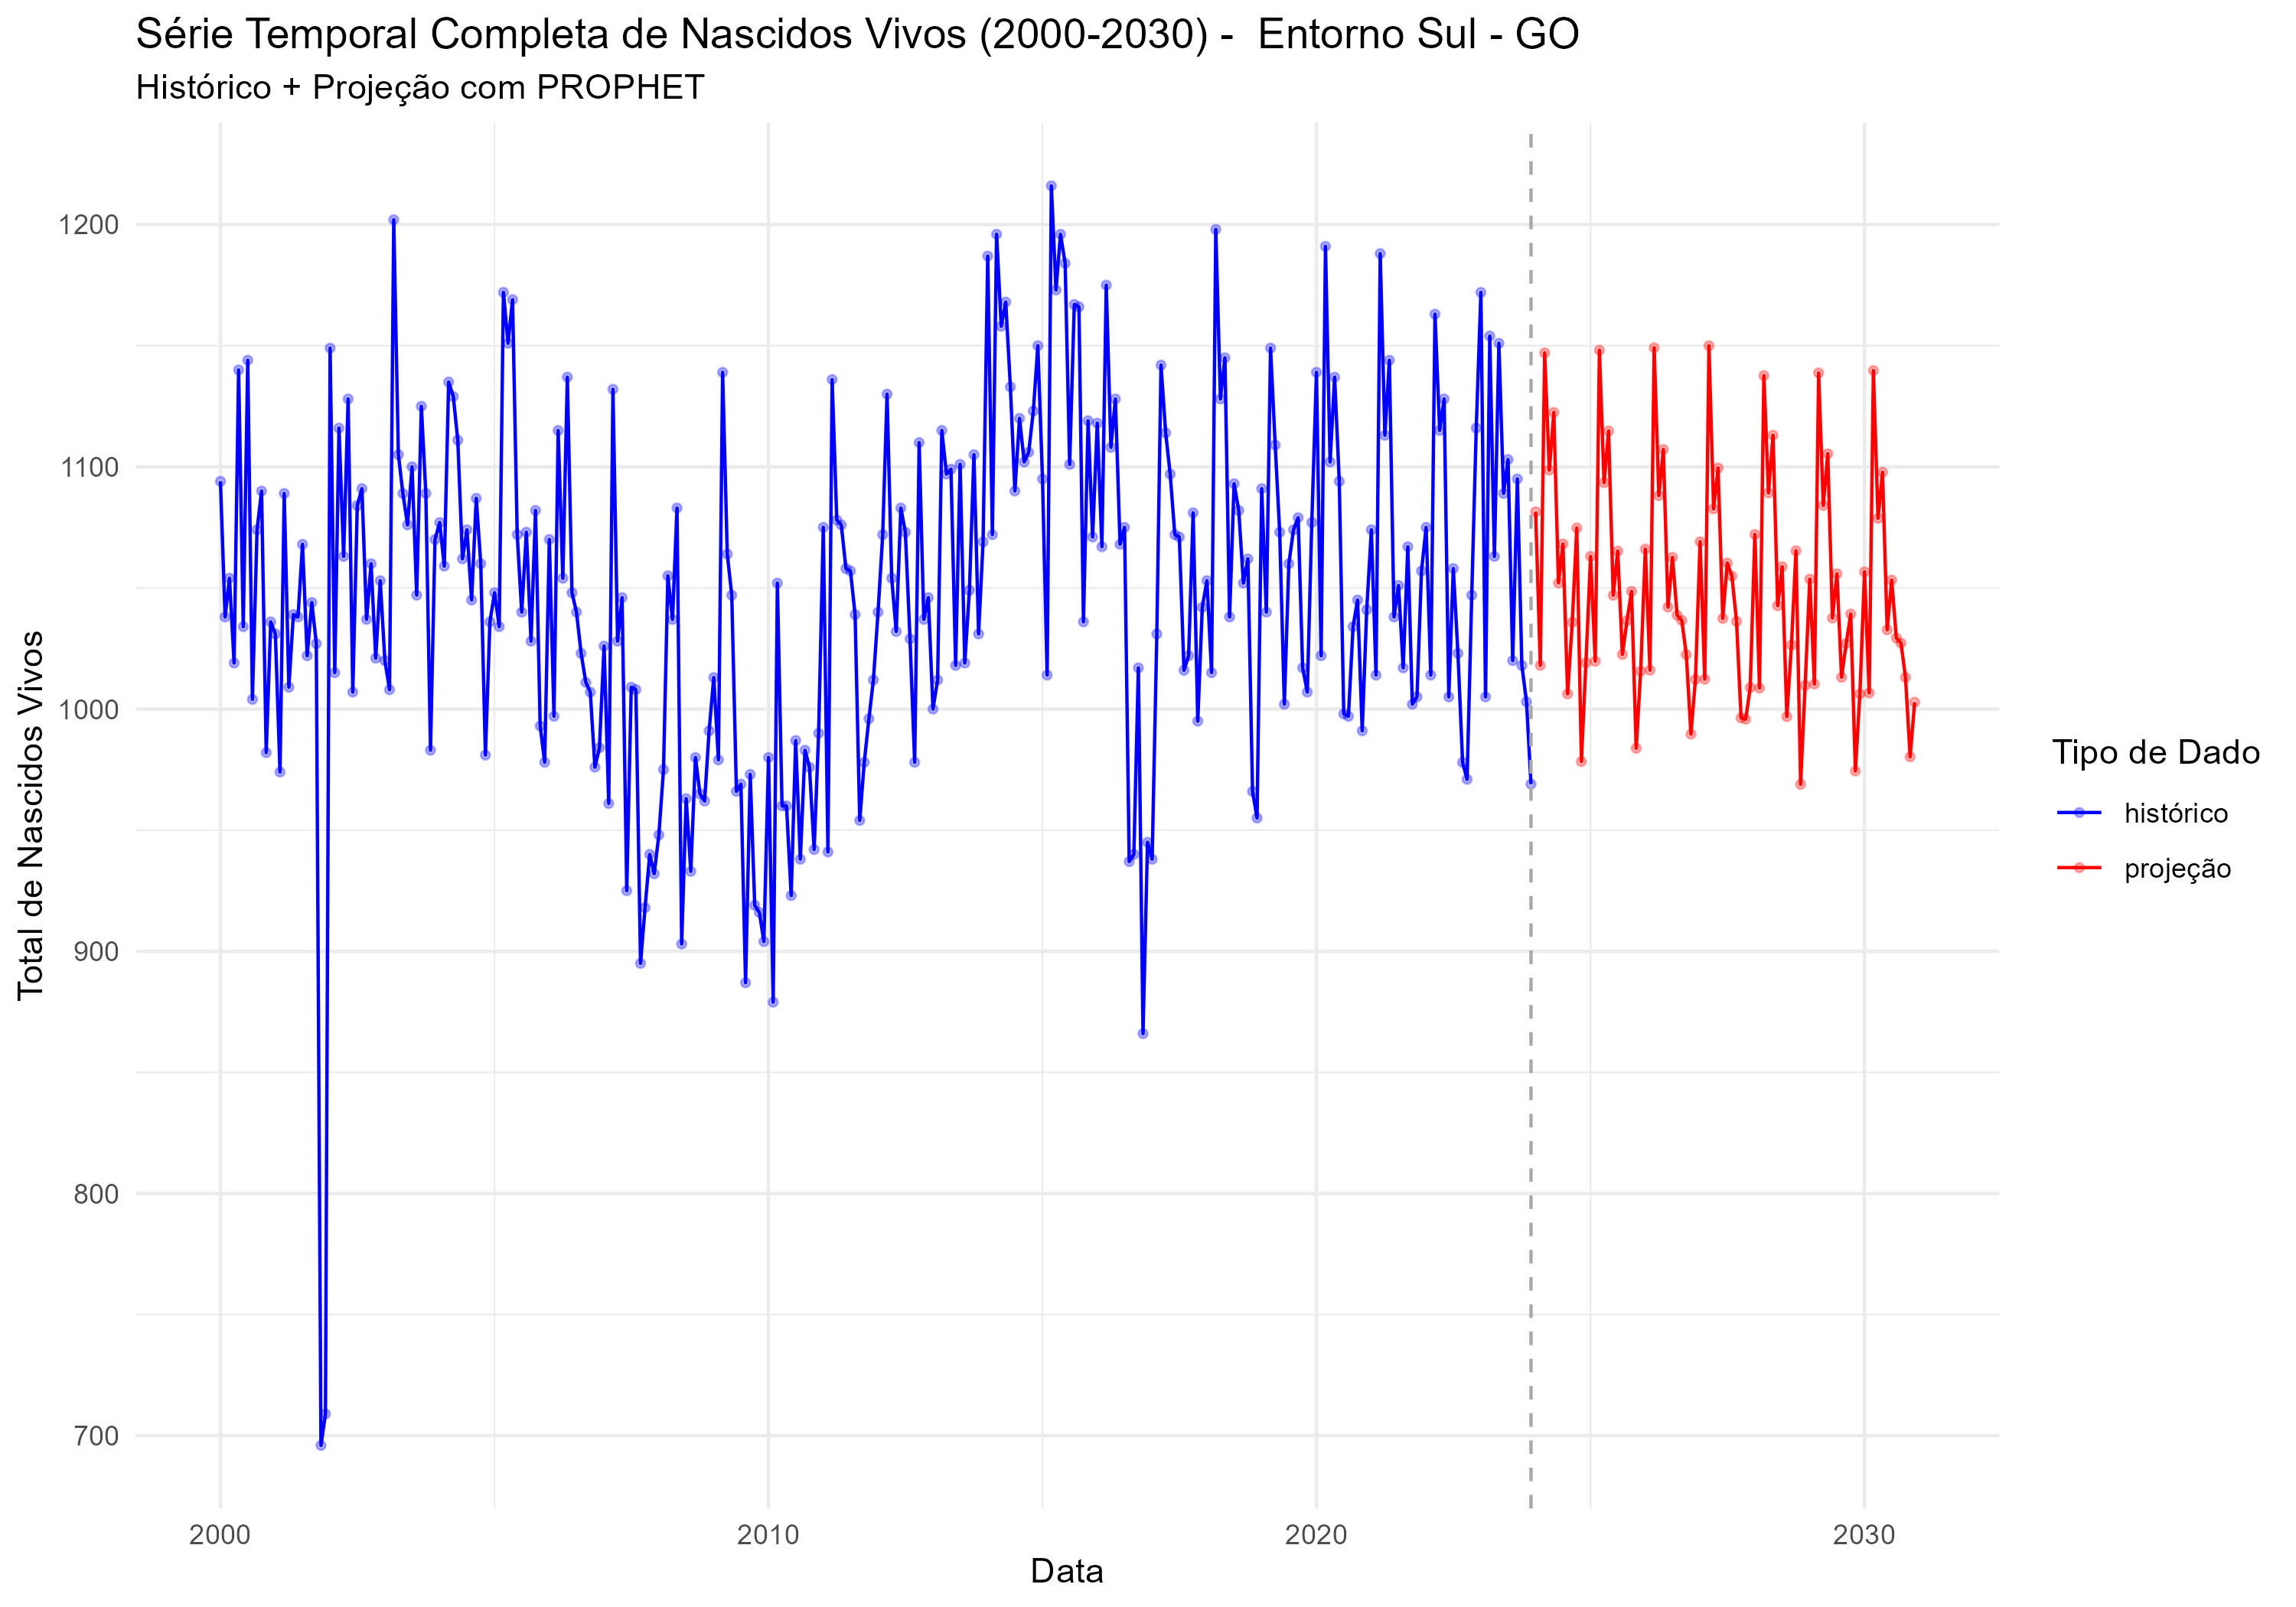 Série Temporal Completa de Nascidos Vivos (2000-2030) -  Entorno Sul - GO
Histórico + Projeção com PROPHET
Total de Nascidos Vivos
1200
1100
1000
900
800
700
2000
2010
2020
2030
Data
Tipo de Dado
histórico
projeção